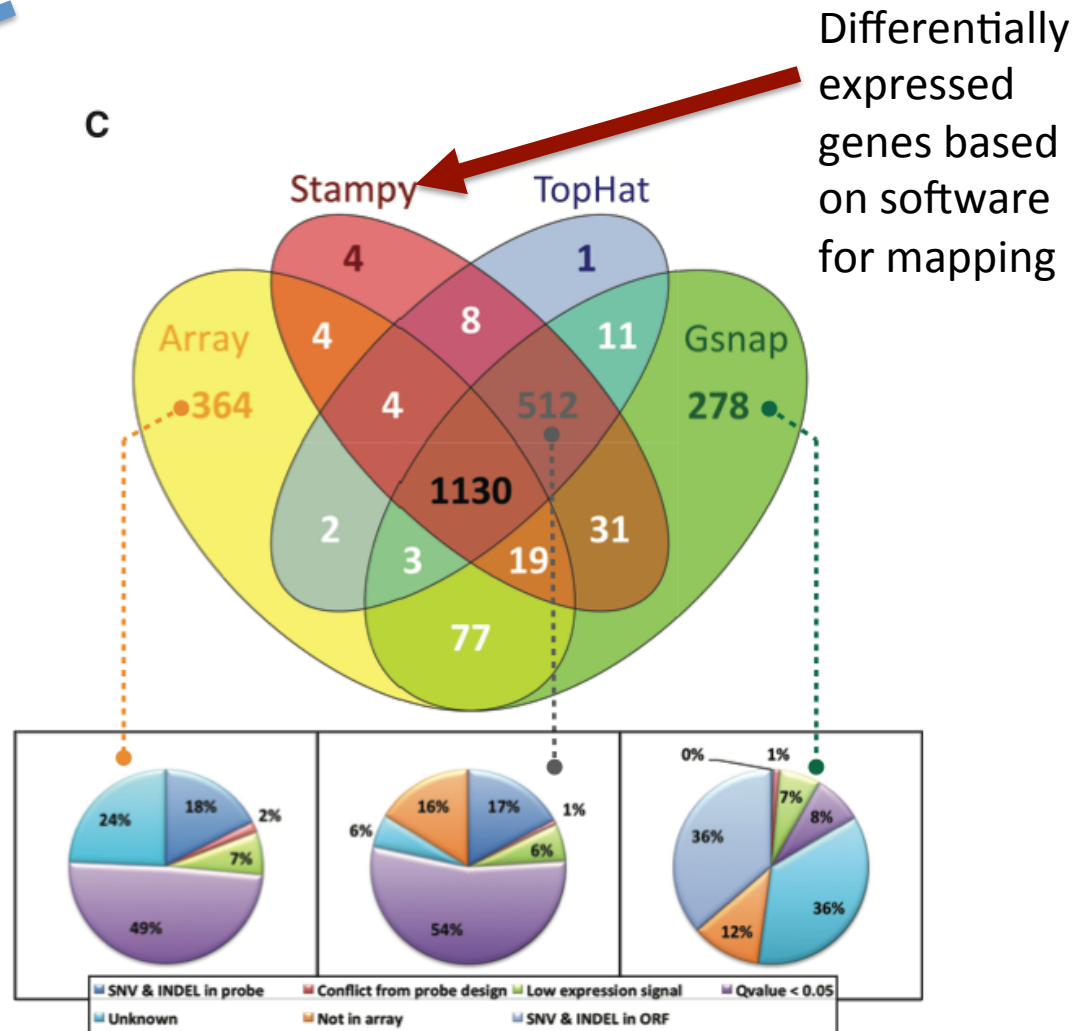 Differentially
expressed
genes based
on software
for mapping
C
Stampy TopHat
4 1
8
Array 4 11 Gsnap
364 4 512 278
1130
2 3 19 31
77
24% 18% 2% 7% 49%
16% 17% 1% 6% 6% 54%
0% 1% 7% 8% 36% 36% 12%
SNV & INDEL in probe Conflict from probe design Low expression signal Qvalue < 0.05
Unknown Not in array SNV & INDEL in ORF